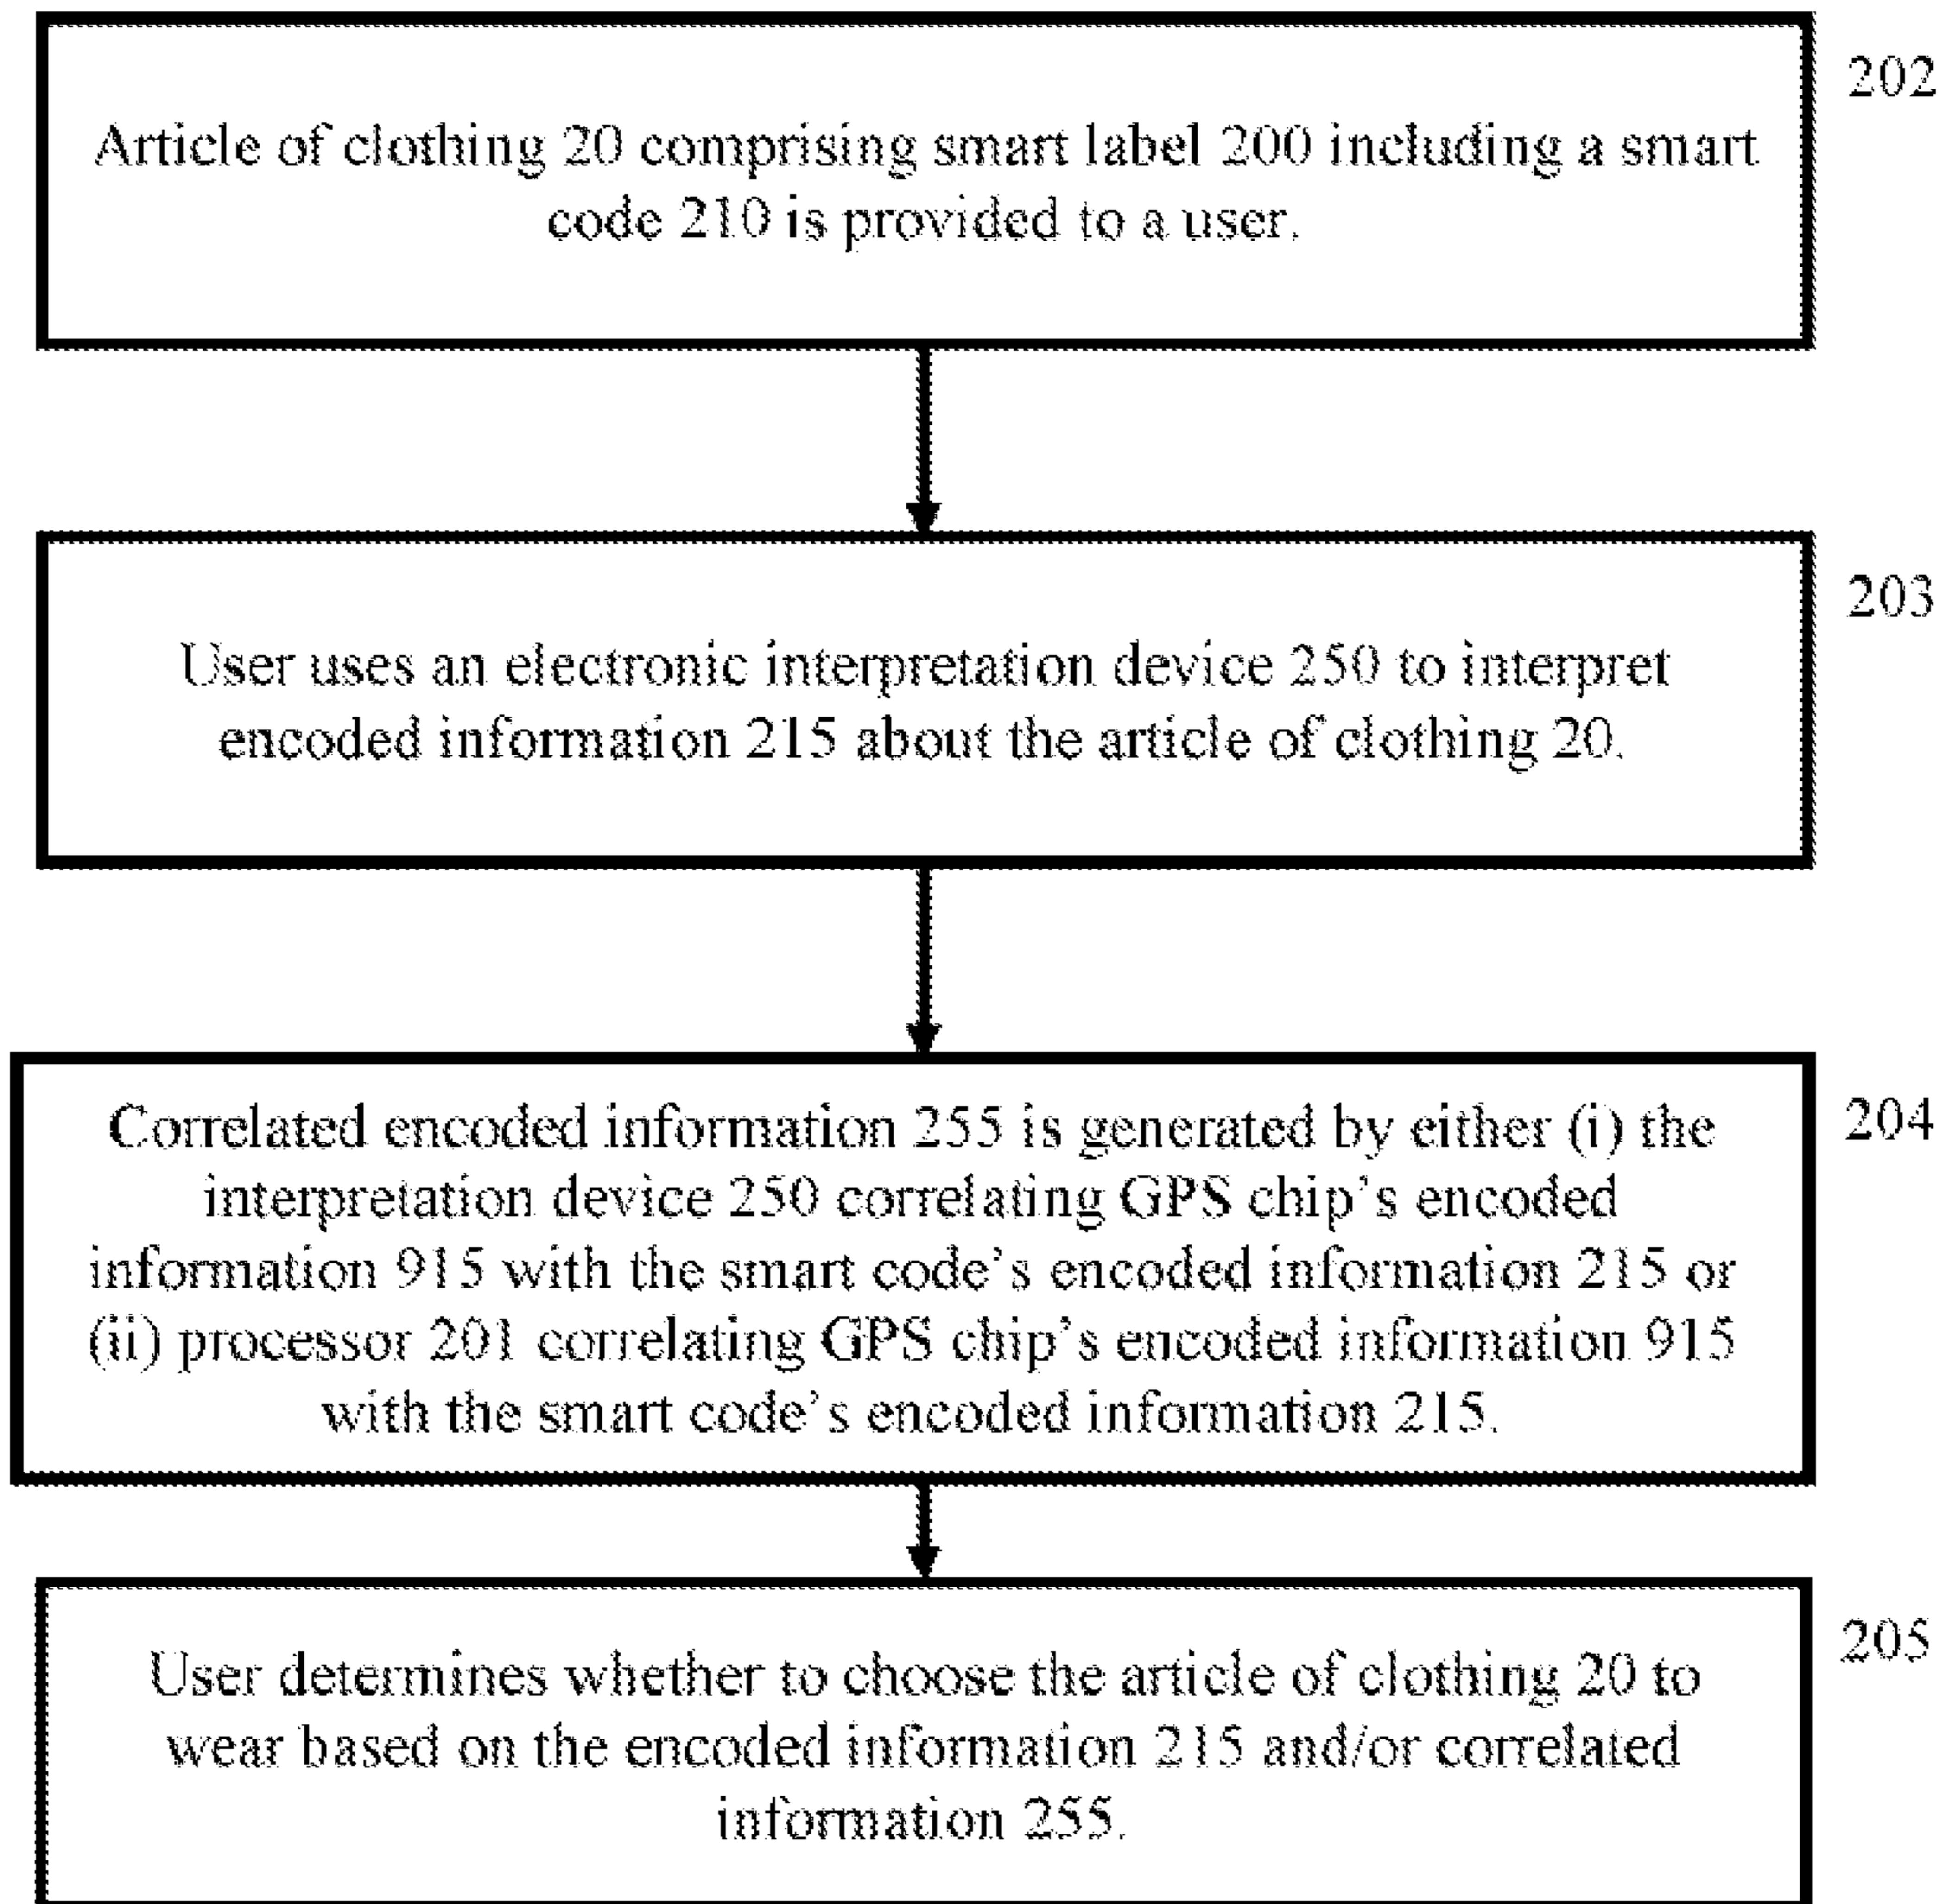 202
Article of clothing 20 comprising smart label 200 including a smart
code 210 is provided to a user.
203
User uses an electronic interpretation device 250 to interpret
encoded information 215 about the article of clothing 20.
204
Correlated encoded information 255 is generated by either (i) the
interpretation device 250 correlating GPS chip's encoded
information 915 with the smart code's encoded information 215 or
(ii) processor 201 correlating GPS chip's encoded information 915
with the smart code's encoded information 215.
205
User determines whether to choose the article of clothing 20 to
wear based on the encoded information 215 and/or correlated
information 255.